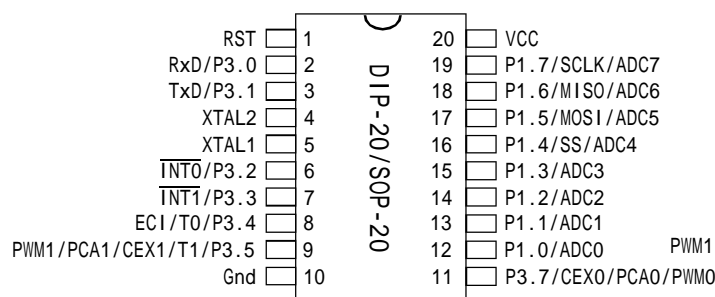 RST 1 20 VCC
RxD/P3.0 2 19 P1.7/SCLK/ADC7
TxD/P3.1 3 18 P1.6/MISO/ADC6
XTAL2 4 17 P1.5/MOSI/ADC5
XTAL1 5 16 P1.4/SS/ADC4
INT0/P3.2 6 15 P1.3/ADC3
INT1/P3.3 7 14 P1.2/ADC2
ECI/T0/P3.4 8 13 P1.1/ADC1
PWM1/PCA1/CEX1/T1/P3.5 9 12 P1.0/ADC0 PWM1
Gnd 10 11 P3.7/CEX0/PCA0/PWM0
DIP-20/SOP-20